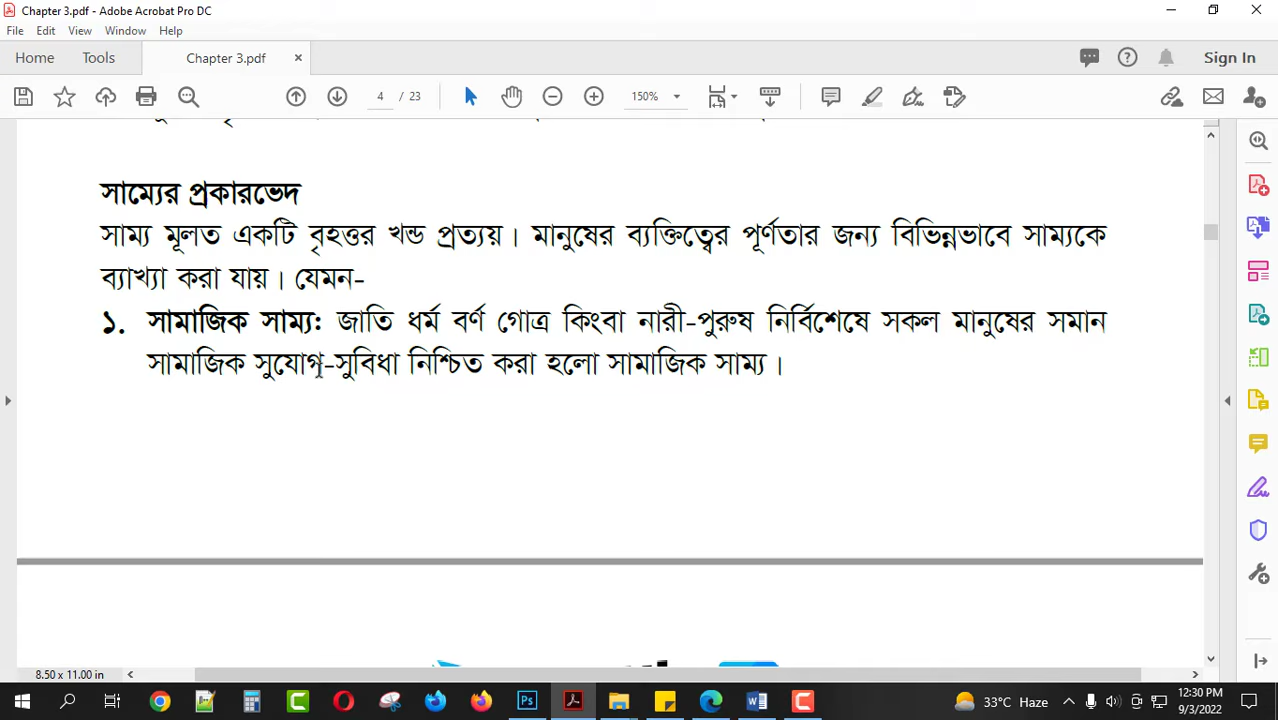 Chapter 3.pdf - Adobe Acrobat Pro DC
File Edit View Window Help
Home Tools Chapter 3.pdf × Sign In
4 / 23 150%
সাম্যের প্রকারভেদ
সাম্য মূলত একটি বৃহত্তর খন্ড প্রত্যয়। মানুষের ব্যক্তিত্বের পূর্ণতার জন্য বিভিন্নভাবে সাম্যকে
ব্যাখ্যা করা যায়। যেমন-
১. সামাজিক সাম্য: জাতি ধর্ম বর্ণ গোত্র কিংবা নারী-পুরুষ নির্বিশেষে সকল মানুষের সমান
সামাজিক সুযোগ-সুবিধা নিশ্চিত করা হলো সামাজিক সাম্য।
8.50 x 11.00 in
33°C Haze 12:30 PM
9/3/2022